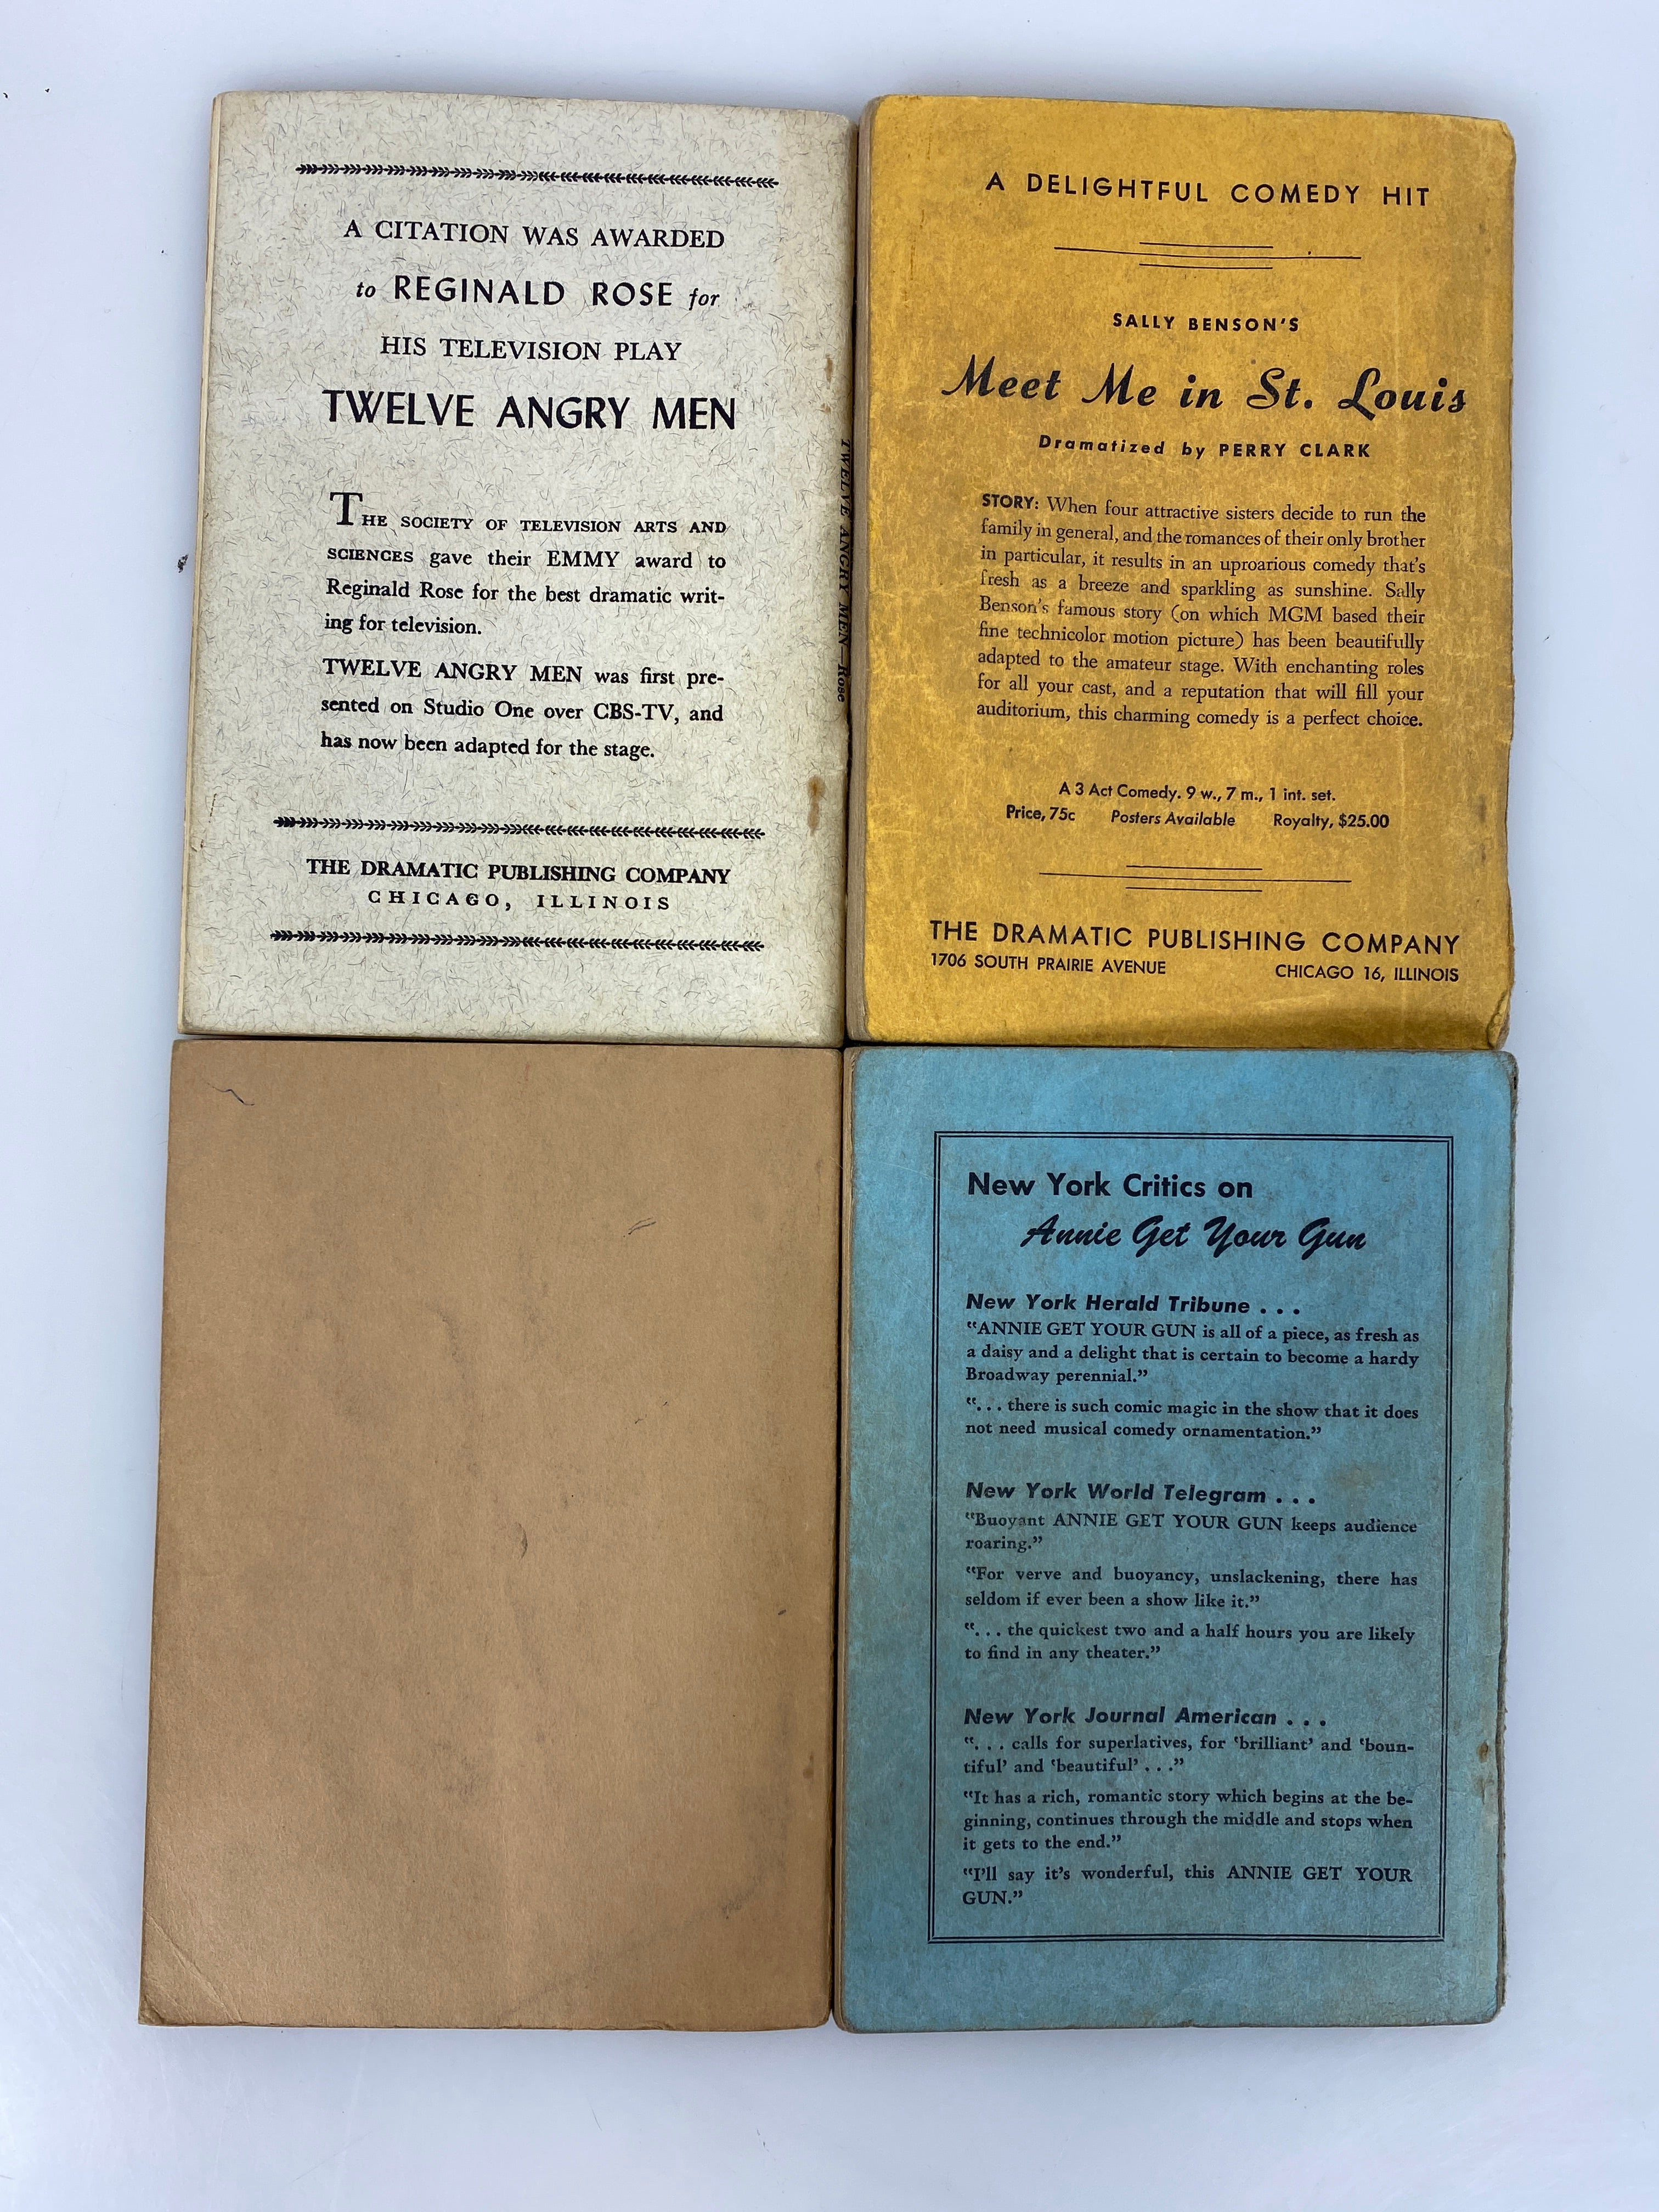 A CITATION WAS AWARDED
to REGINALD ROSE for
HIS TELEVISION PLAY
TWELVE ANGRY MEN
THE SOCIETY OF TELEVISION ARTS AND
SCIENCES gave their EMMY award to
Reginald Rose for the best dramatic writ-
ing for television.
TWELVE ANGRY MEN was first pre-
sented on Studio One over CBS-TV, and
has now been adapted for the stage.
THE DRAMATIC PUBLISHING COMPANY
CHICAGO, ILLINOIS
TWELVE ANGRY MEN—Rose
A DELIGHTFUL COMEDY HIT
SALLY BENSON'S
Meet Me in St. Louis
Dramatized by PERRY CLARK
STORY: When four attractive sisters decide to run the
family in general, and the romances of their only brother
in particular, it results in an uproarious comedy that's
fresh as a breeze and sparkling as sunshine. Sally
Benson's famous story (on which MGM based their
fine technicolor motion picture) has been beautifully
adapted to the amateur stage. With enchanting roles
for all your cast, and a reputation that will fill your
auditorium, this charming comedy is a perfect choice.
A 3 Act Comedy. 9 w., 7 m., 1 int. set.
Price, 75c Posters Available Royalty, $25.00
THE DRAMATIC PUBLISHING COMPANY
1706 SOUTH PRAIRIE AVENUE CHICAGO 16, ILLINOIS
New York Critics on
Annie Get Your Gun
New York Herald Tribune . . .
"ANNIE GET YOUR GUN is all of a piece, as fresh as
a daisy and a delight that is certain to become a hardy
Broadway perennial."
". . . there is such comic magic in the show that it does
not need musical comedy ornamentation."
New York World Telegram . . .
"Buoyant ANNIE GET YOUR GUN keeps audience
roaring."
"For verve and buoyancy, unslackening, there has
seldom if ever been a show like it."
". . . the quickest two and a half hours you are likely
to find in any theater."
New York Journal American . . .
". . . calls for superlatives, for 'brilliant' and 'boun-
tiful' and 'beautiful' . . ."
"It has a rich, romantic story which begins at the be-
ginning, continues through the middle and stops when
it gets to the end."
"I'll say it's wonderful, this ANNIE GET YOUR
GUN."